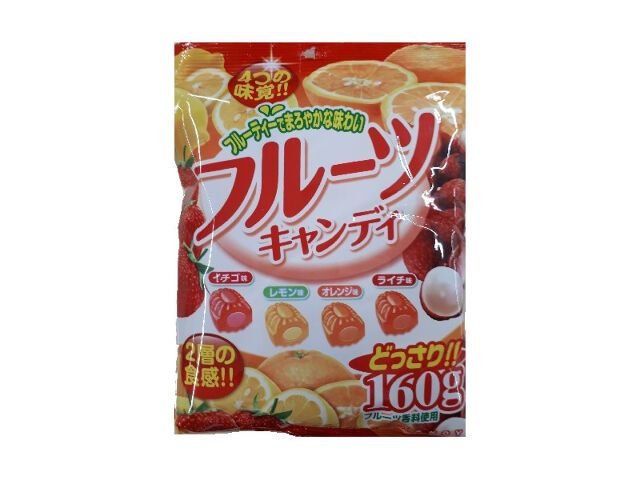 4つの
味覚!!
フルーティーでまろやかな味わい
フルーツ
キャンディ
イチゴ味
レモン味
オレンジ味
ライチ味
2層の
食感!!
どっさり!!
160g
フルーツ香料使用